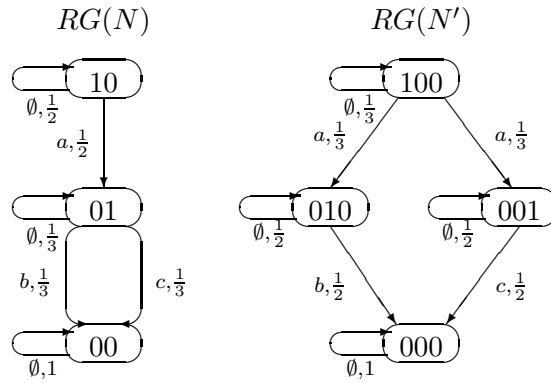 RG(N) RG(N′)
10 100
∅,1/2 ∅,1/3
a,1/2 a,1/3 a,1/3
01 010 001
∅,1/3 ∅,1/2 ∅,1/2
b,1/3 c,1/3 b,1/2 c,1/2
00 000
∅,1 ∅,1